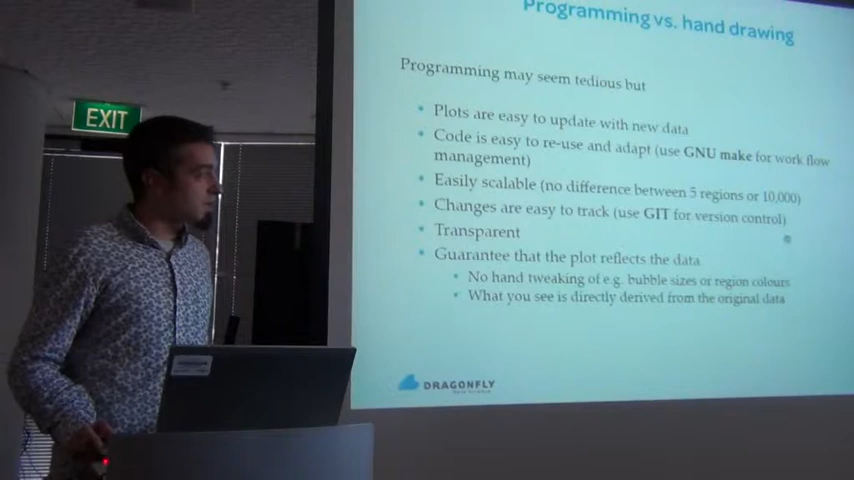 Programming vs. hand drawing
Programming may seem tedious but
• Plots are easy to update with new data
• Code is easy to re-use and adapt (use GNU make for work flow
management)
• Easily scalable (no difference between 5 regions or 10,000)
• Changes are easy to track (use GIT for version control)
• Transparent
• Guarantee that the plot reflects the data
• No hand tweaking of e.g. bubble sizes or region colours
• What you see is directly derived from the original data
EXIT
DRAGONFLY